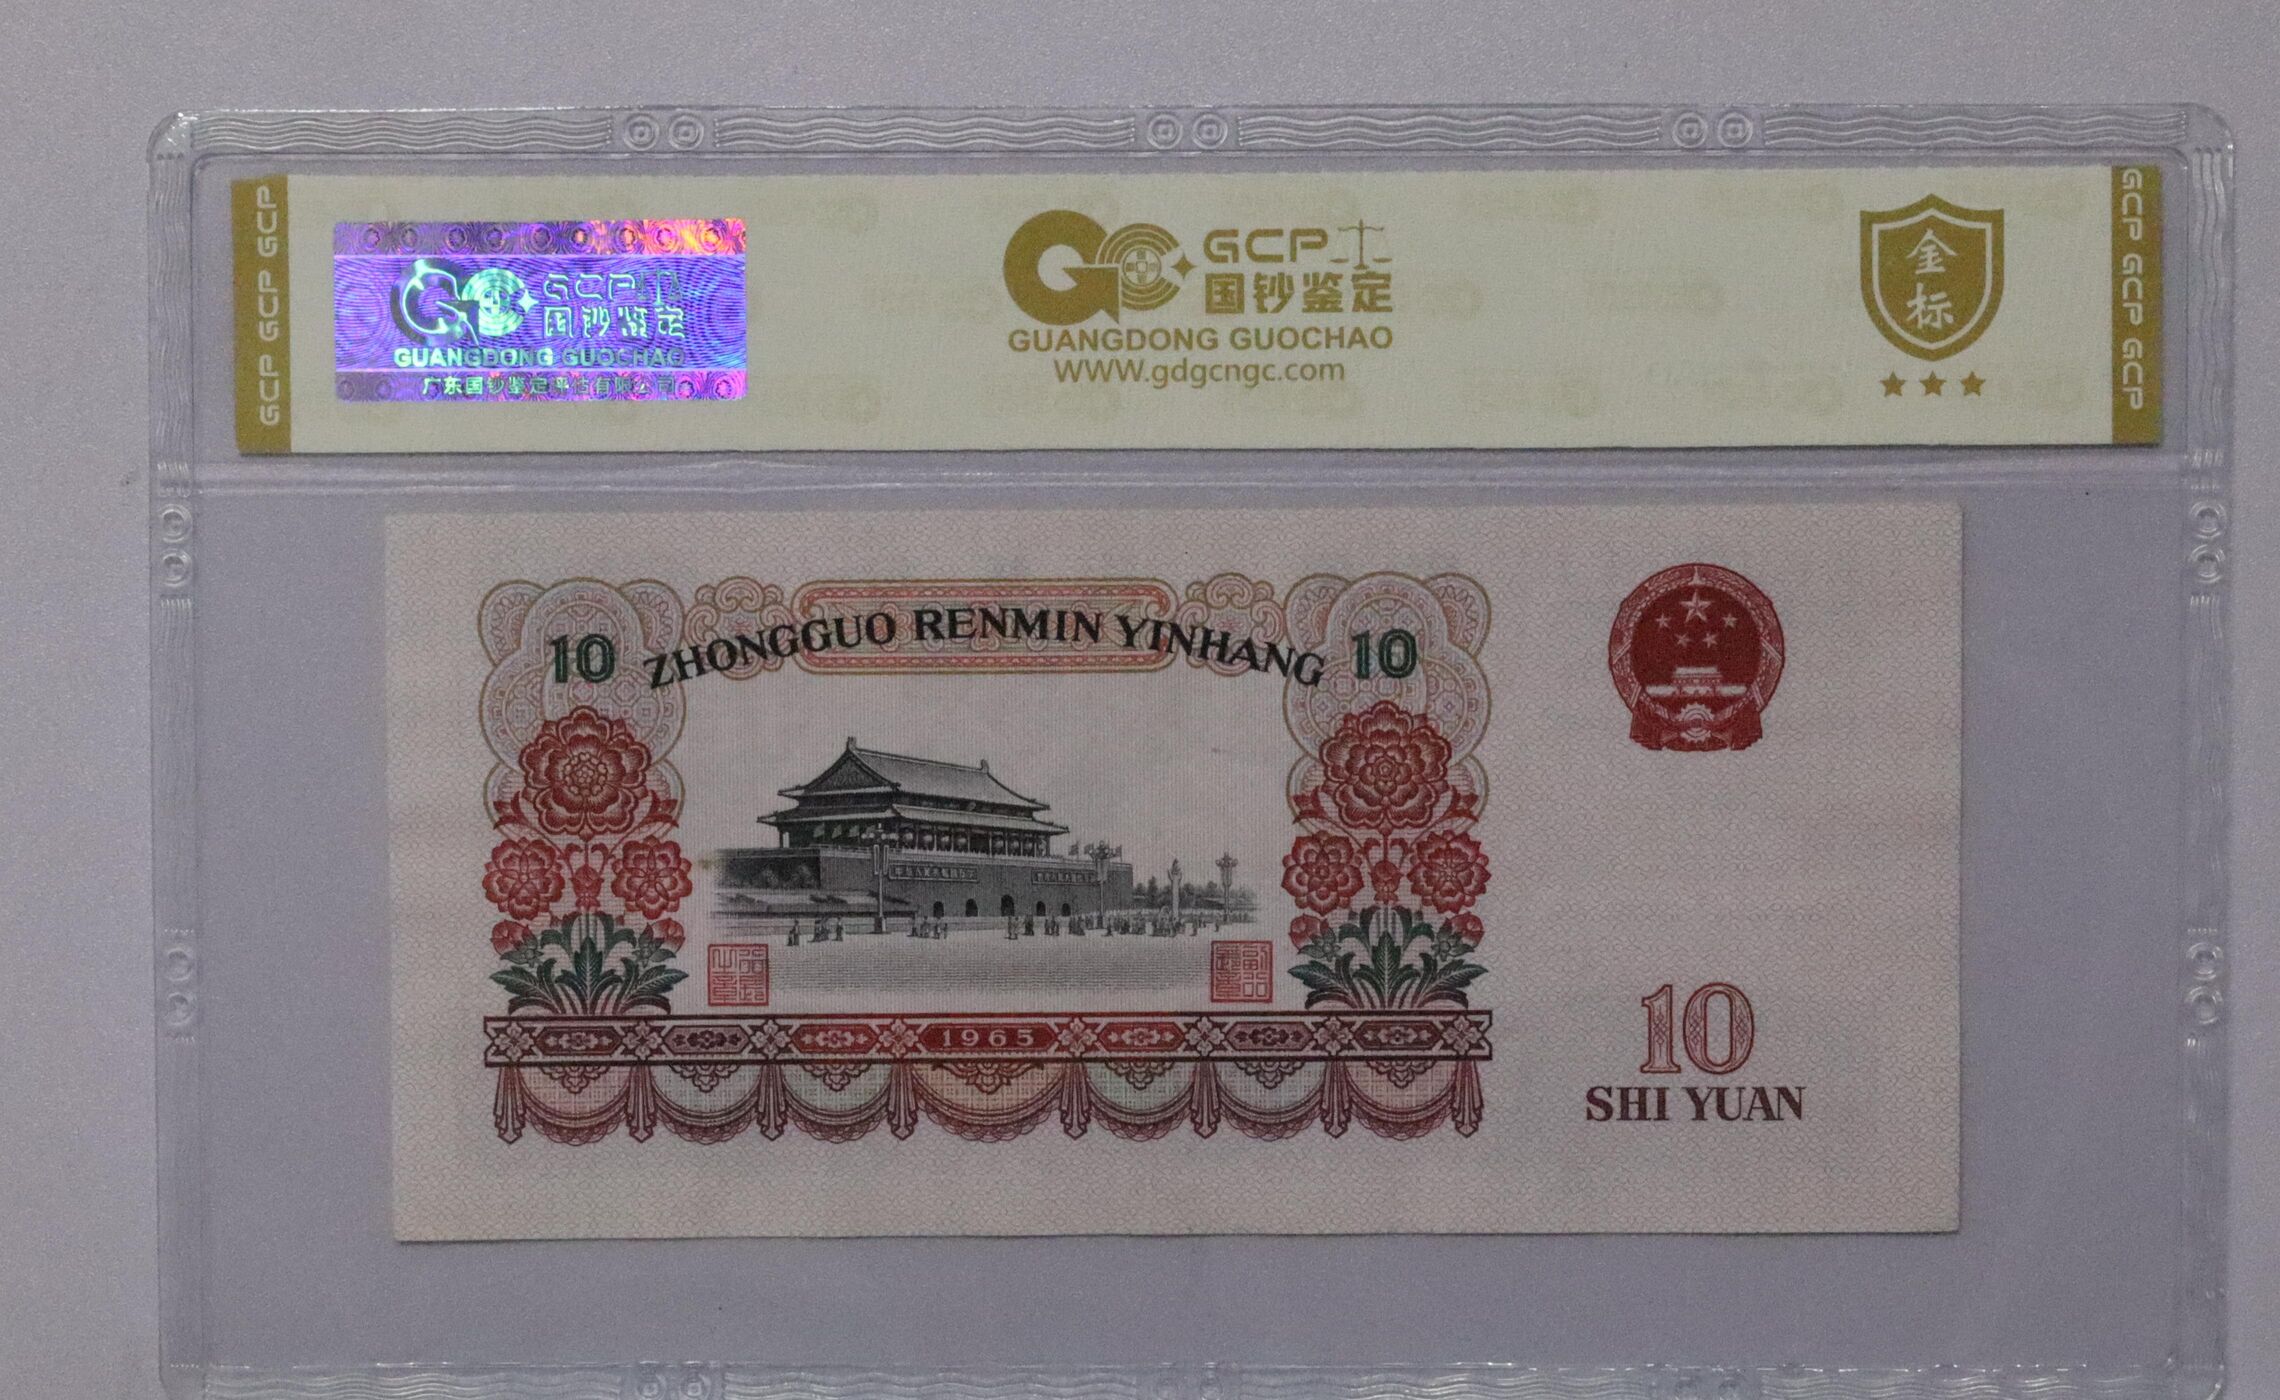 GCP GCP GCP
GCP
国钞鉴定
GUANGDONG GUOCHAO
广东国钞鉴定评估有限公司
GCP
国钞鉴定
GUANGDONG GUOCHAO
WWW.gdgcngc.com
金标
GCP GCP GCP
10 ZHONGGUO RENMIN YINHANG 10
1965
10
SHI YUAN